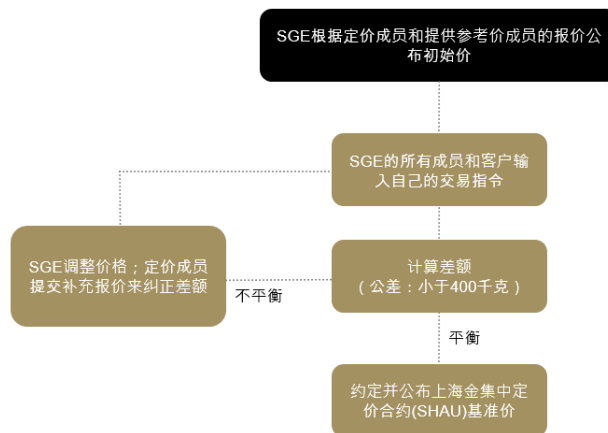 SGE根据定价成员和提供参考价成员的报价公
布初始价
SGE的所有成员和客户输
入自己的交易指令
SGE调整价格；定价成员
提交补充报价来纠正差额
不平衡
计算差额
（公差：小于400千克）
平衡
约定并公布上海金集中定
价合约(SHAU)基准价